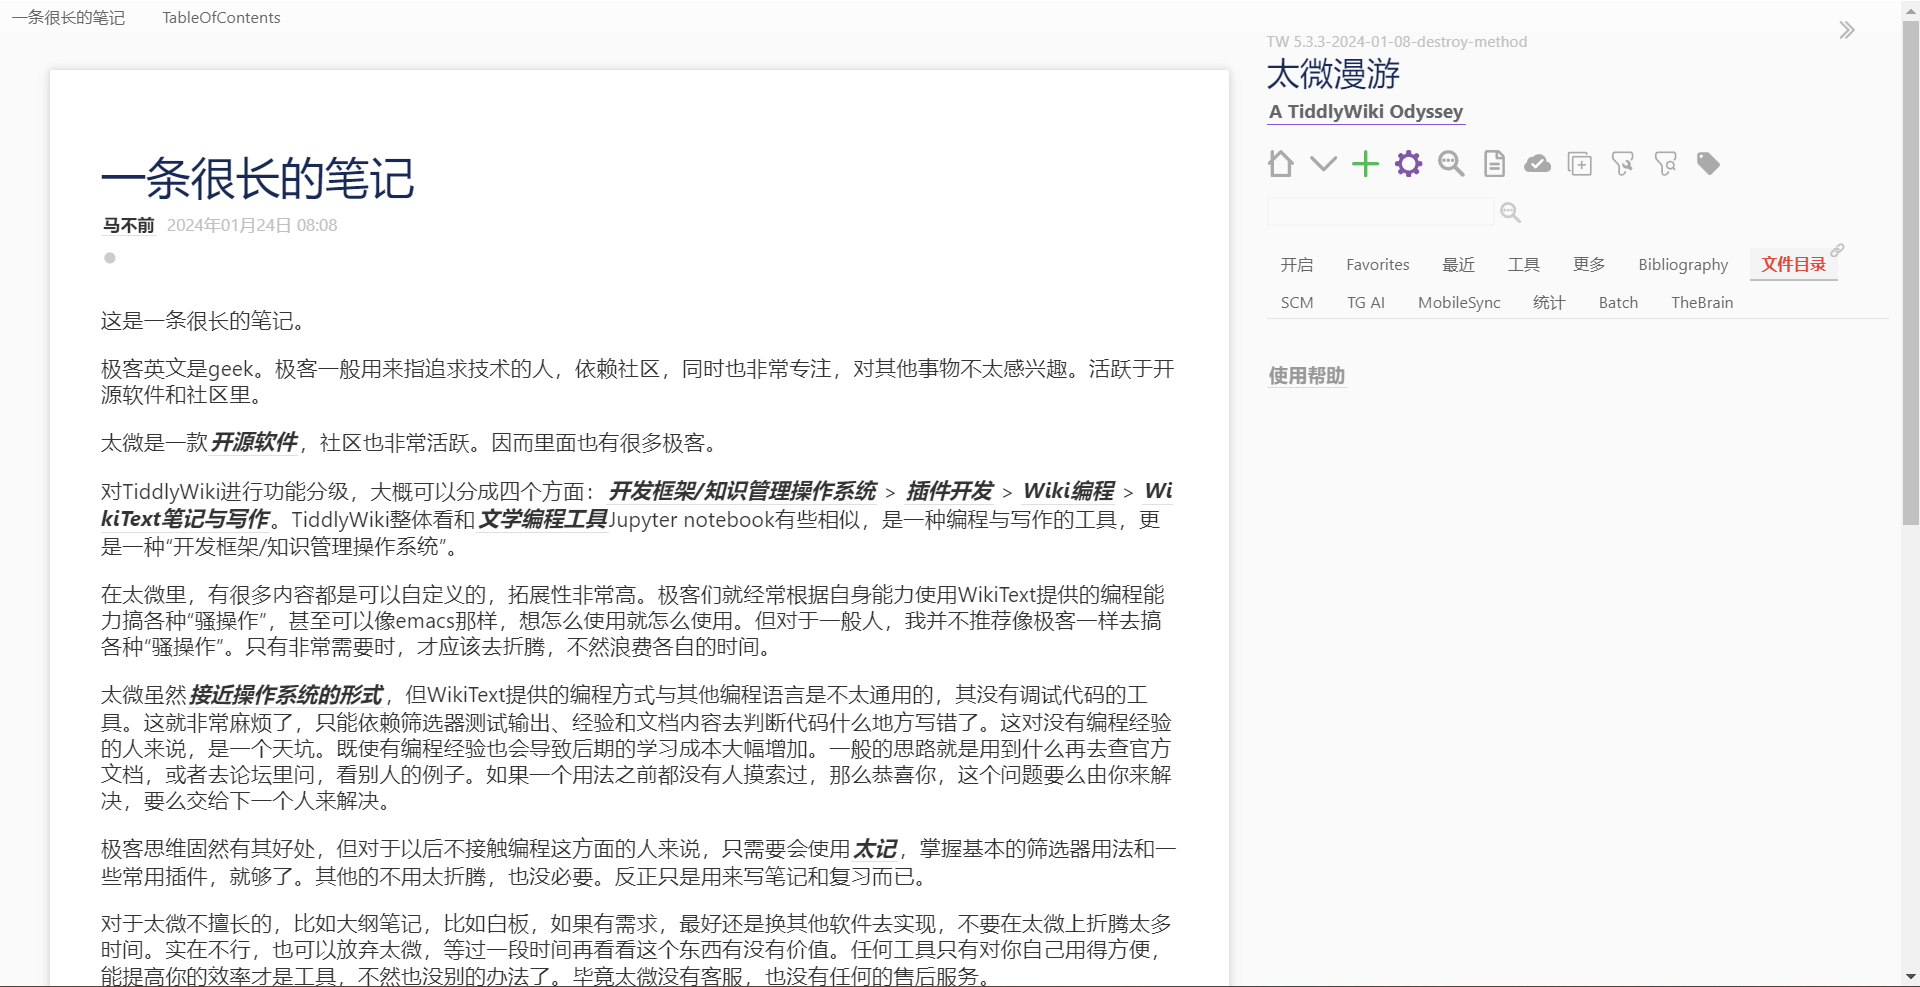 一条很长的笔记
TableOfContents
一条很长的笔记
马不前 2024年01月24日 08:08
这是一条很长的笔记。
极客英文是geek。极客一般用来指追求技术的人，依赖社区，同时也非常专注，对其他事物不太感兴趣。活跃于开
源软件和社区里。
太微是一款开源软件，社区也非常活跃。因而里面也有很多极客。
对TiddlyWiki进行功能分级，大概可以分成四个方面：开发框架/知识管理操作系统 > 插件开发 > Wiki编程 > Wi
kiText笔记与写作。TiddlyWiki整体看和文学编程工具Jupyter notebook有些相似，是一种编程与写作的工具，更
是一种“开发框架/知识管理操作系统”。
在太微里，有很多内容都是可以自定义的，拓展性非常高。极客们就经常根据自身能力使用WikiText提供的编程能
力搞各种“骚操作”，甚至可以像emacs那样，想怎么使用就怎么使用。但对于一般人，我并不推荐像极客一样去搞
各种“骚操作”。只有非常需要时，才应该去折腾，不然浪费各自的时间。
太微虽然接近操作系统的形式，但WikiText提供的编程方式与其他编程语言是不太通用的，其没有调试代码的工
具。这就非常麻烦了，只能依赖筛选器测试输出、经验和文档内容去判断代码什么地方写错了。这对没有编程经验
的人来说，是一个天坑。既使有编程经验也会导致后期的学习成本大幅增加。一般的思路就是用到什么再去查官方
文档，或者去论坛里问，看别人的例子。如果一个用法之前都没有人摸索过，那么恭喜你，这个问题要么由你来解
决，要么交给下一个人来解决。
极客思维固然有其好处，但对于以后不接触编程这方面的人来说，只需要会使用太记，掌握基本的筛选器用法和一
些常用插件，就够了。其他的不用太折腾，也没必要。反正只是用来写笔记和复习而已。
对于太微不擅长的，比如大纲笔记，比如白板，如果有需求，最好还是换其他软件去实现，不要在太微上折腾太多
时间。实在不行，也可以放弃太微，等过一段时间再看看这个东西有没有价值。任何工具只有对你自己用得方便，
能提高你的效率才是工具，不然也没别的办法了。毕竟太微没有客服，也没有任何的售后服务。
TW 5.3.3-2024-01-08-destroy-method
太微漫游
A TiddlyWiki Odyssey
开启 Favorites 最近 工具 更多 Bibliography 文件目录
SCM TG AI MobileSync 统计 Batch TheBrain
使用帮助